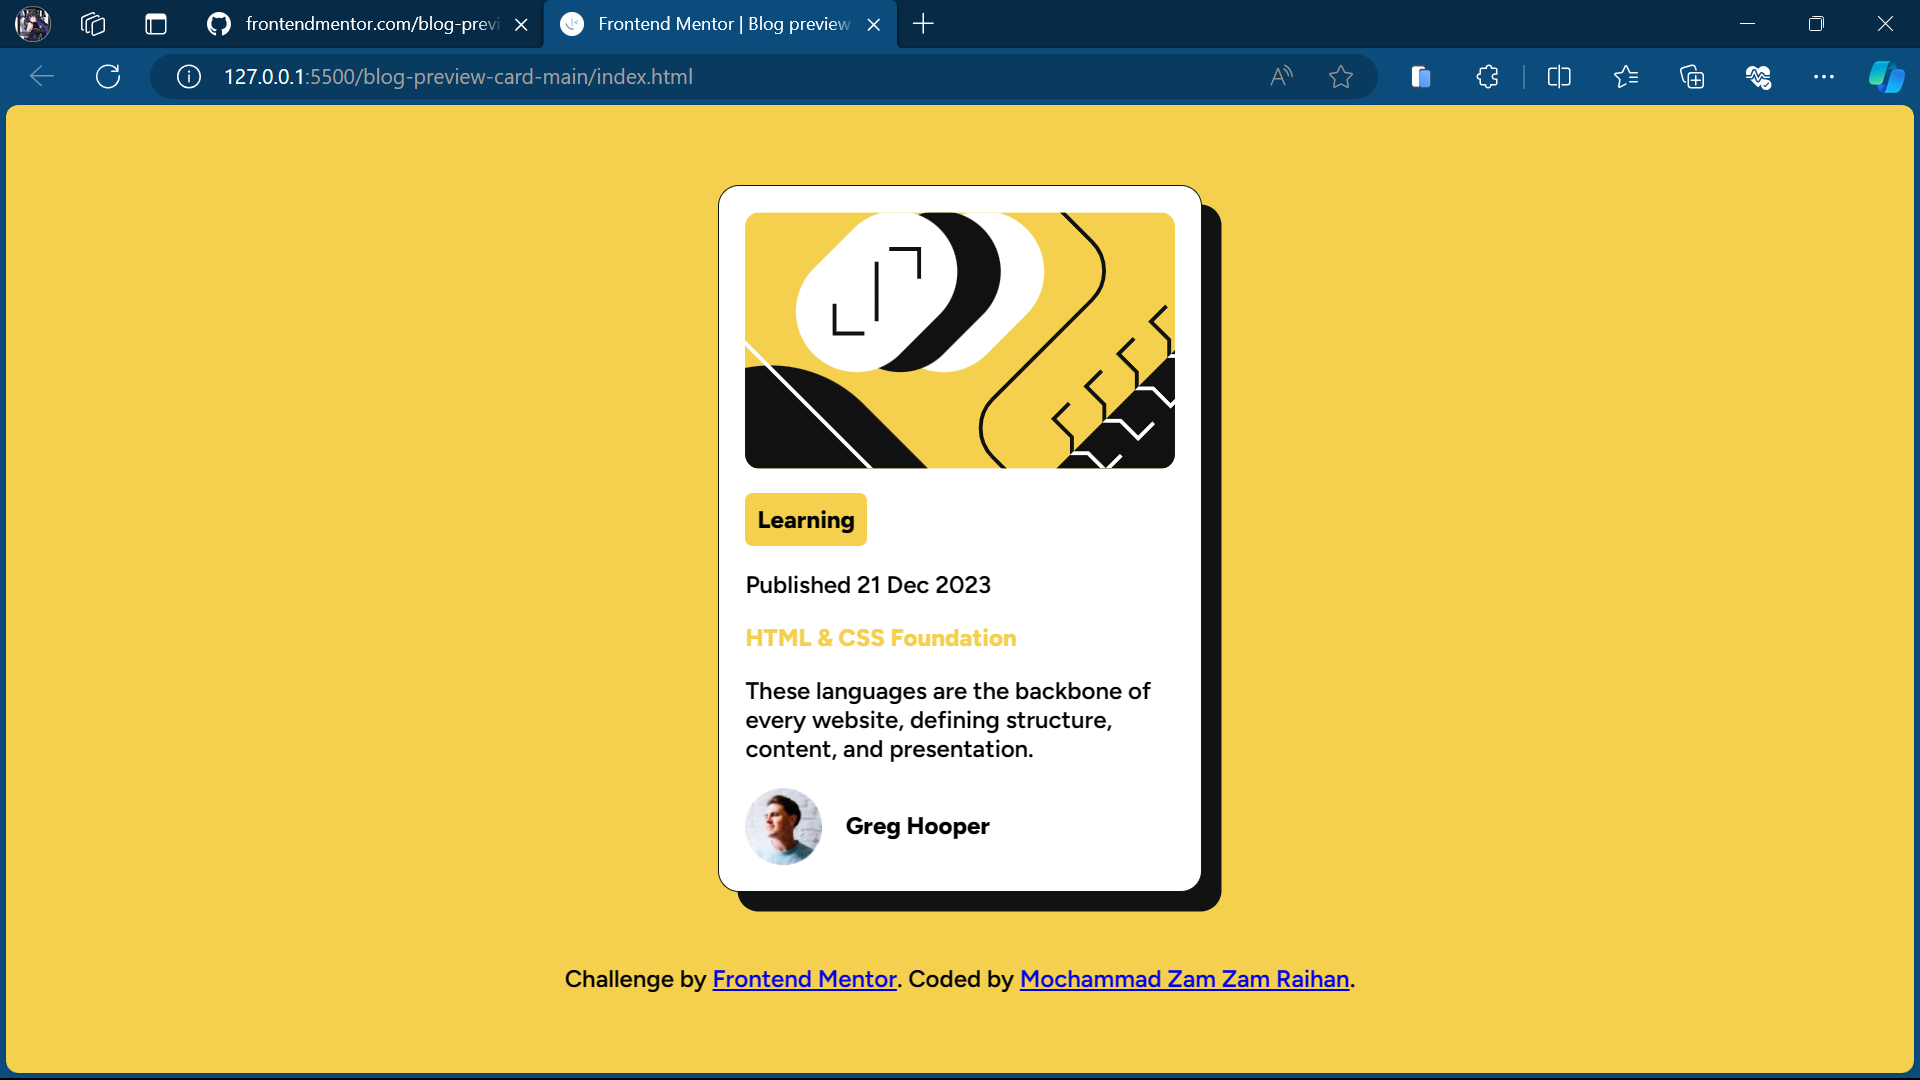 frontendmentor.com/blog-previ
Frontend Mentor | Blog preview
127.0.0.1:5500/blog-preview-card-main/index.html
Learning
Published 21 Dec 2023
HTML & CSS Foundation
These languages are the backbone of
every website, defining structure,
content, and presentation.
Greg Hooper
Challenge by Frontend Mentor. Coded by Mochammad Zam Zam Raihan.